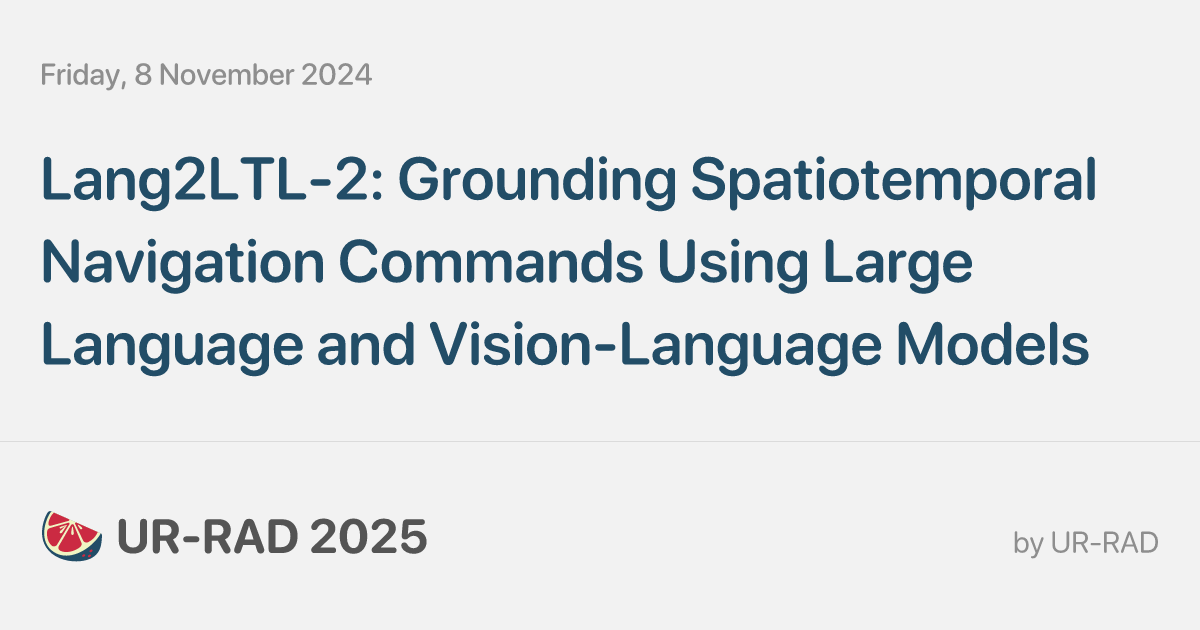 Friday, 8 November 2024
Lang2LTL-2: Grounding Spatiotemporal
Navigation Commands Using Large
Language and Vision-Language Models
UR-RAD 2025
by UR-RAD